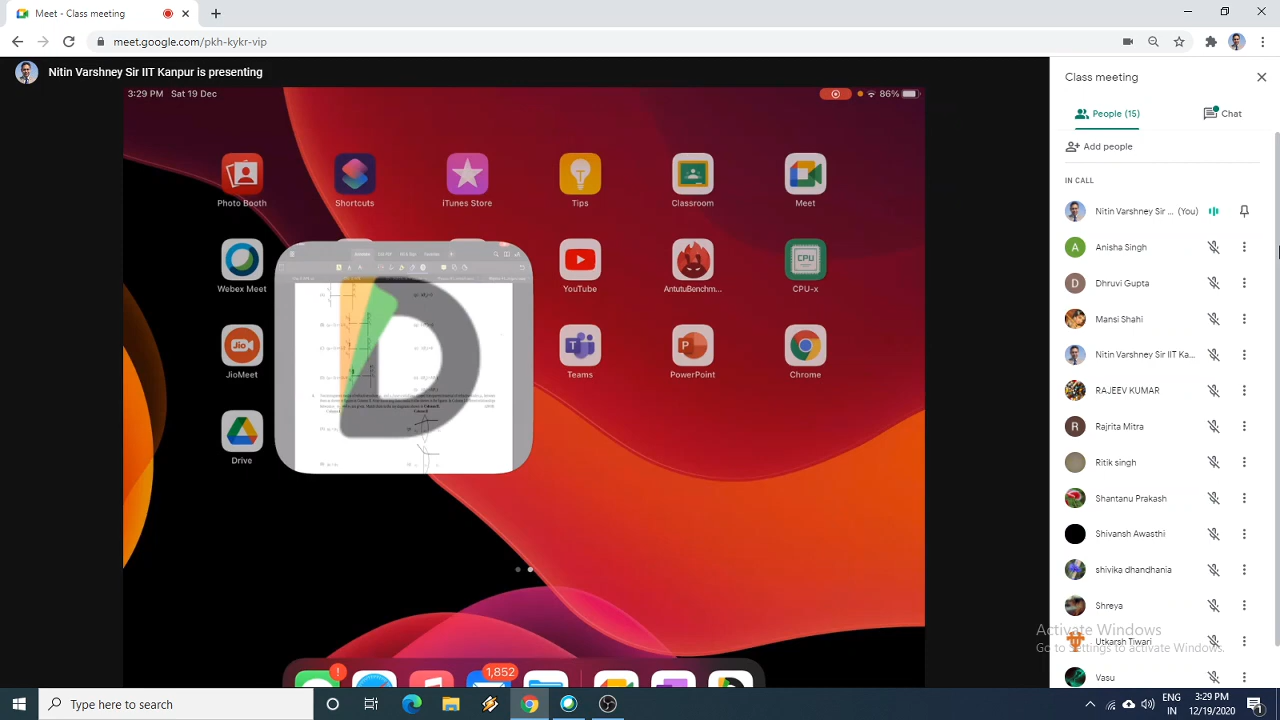 Meet - Class meeting
meet.google.com/pkh-kykr-vip
Nitin Varshney Sir IIT Kanpur is presenting
3:29 PM Sat 19 Dec
86%
Photo Booth
Shortcuts
iTunes Store
Tips
Classroom
Meet
Webex Meet
YouTube
AntutuBenchm...
CPU
CPU-x
Jio
JioMeet
Teams
PowerPoint
Chrome
Drive
1,852
Class meeting
People (15)
Chat
Add people
IN CALL
Nitin Varshney Sir ... (You)
Anisha Singh
Dhruvi Gupta
Mansi Shahi
Nitin Varshney Sir IIT Ka...
RAJEEV KUMAR
Rajrita Mitra
Ritik singh
Shantanu Prakash
Shivansh Awasthi
shivika dhandhania
Shreya
Utkarsh Tiwari
Vasu
Activate Windows
Go to Settings to activate Windows.
Type here to search
ENG
IN
3:29 PM
12/19/2020